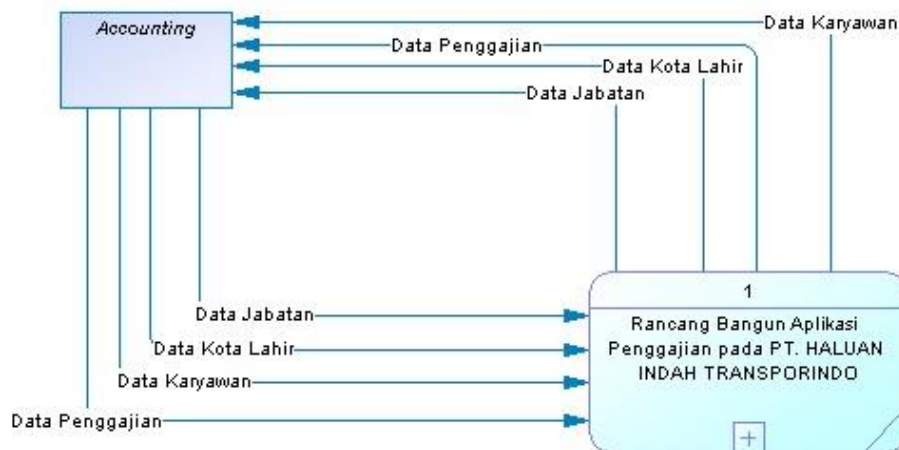 Accounting
Data Karyawan
Data Penggajian
Data Kota Lahir
Data Jabatan
Data Jabatan
Data Kota Lahir
Data Karyawan
Data Penggajian
1
Rancang Bangun Aplikasi
Penggajian pada PT. HALUAN
INDAH TRANSPORINDO